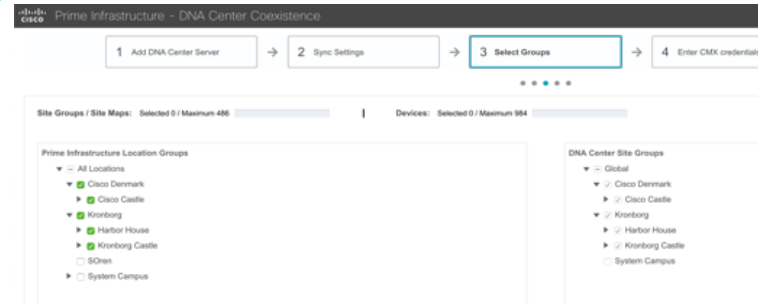 cisco Prime Infrastructure - DNA Center Coexistence
1 Add DNA Center Server → 2 Sync Settings → 3 Select Groups → 4 Enter CMX credentials
Site Groups / Site Maps: Selected 0 / Maximum 486 | Devices: Selected 0 / Maximum 984
Prime Infrastructure Location Groups
All Locations
Cisco Denmark
Cisco Castle
Kronborg
Harbor House
Kronborg Castle
SOren
System Campus
DNA Center Site Groups
Global
Cisco Denmark
Cisco Castle
Kronborg
Harbor House
Kronborg Castle
System Campus